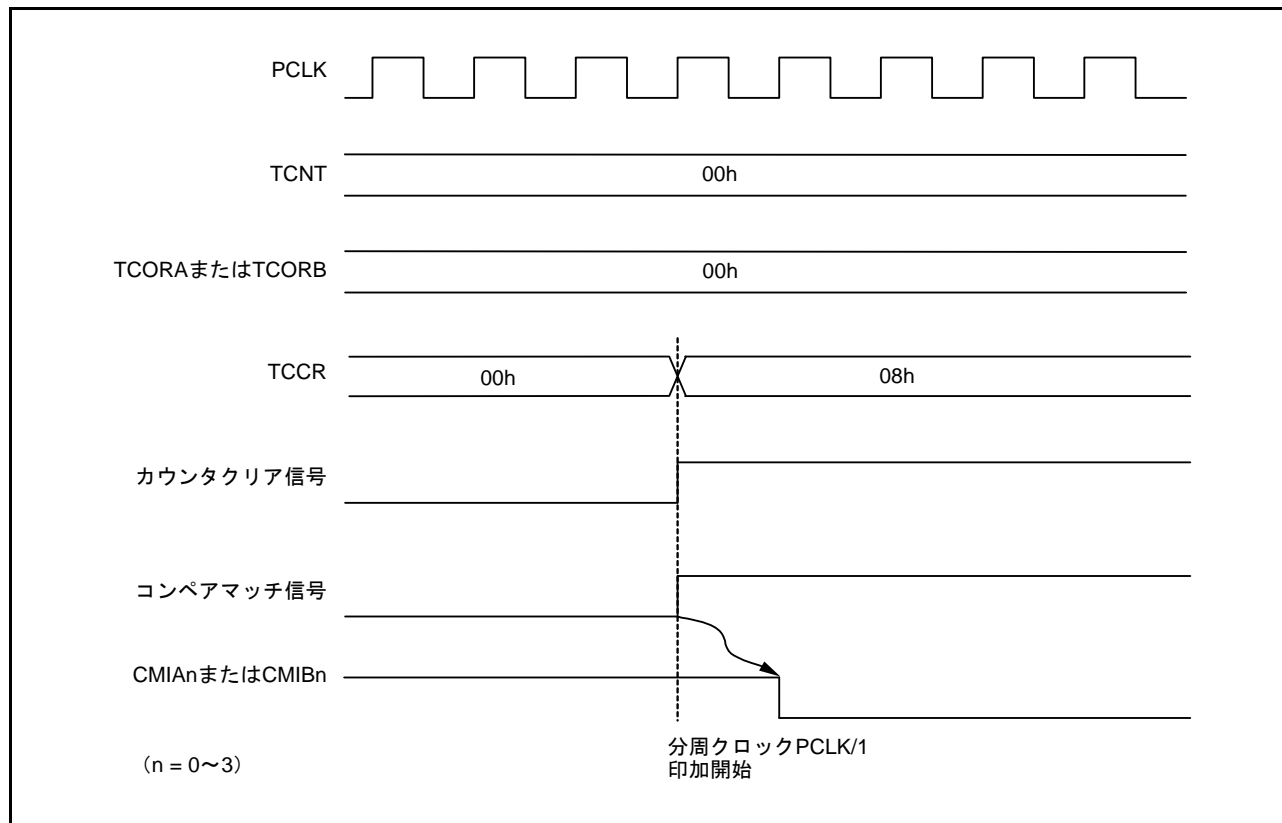 PCLK
TCNT
00h
TCORAまたはTCORB
00h
TCCR
00h
08h
カウンタクリア信号
コンペアマッチ信号
CMIAnまたはCMIBn
分周クロックPCLK/1
印加開始
（n = 0〜3）